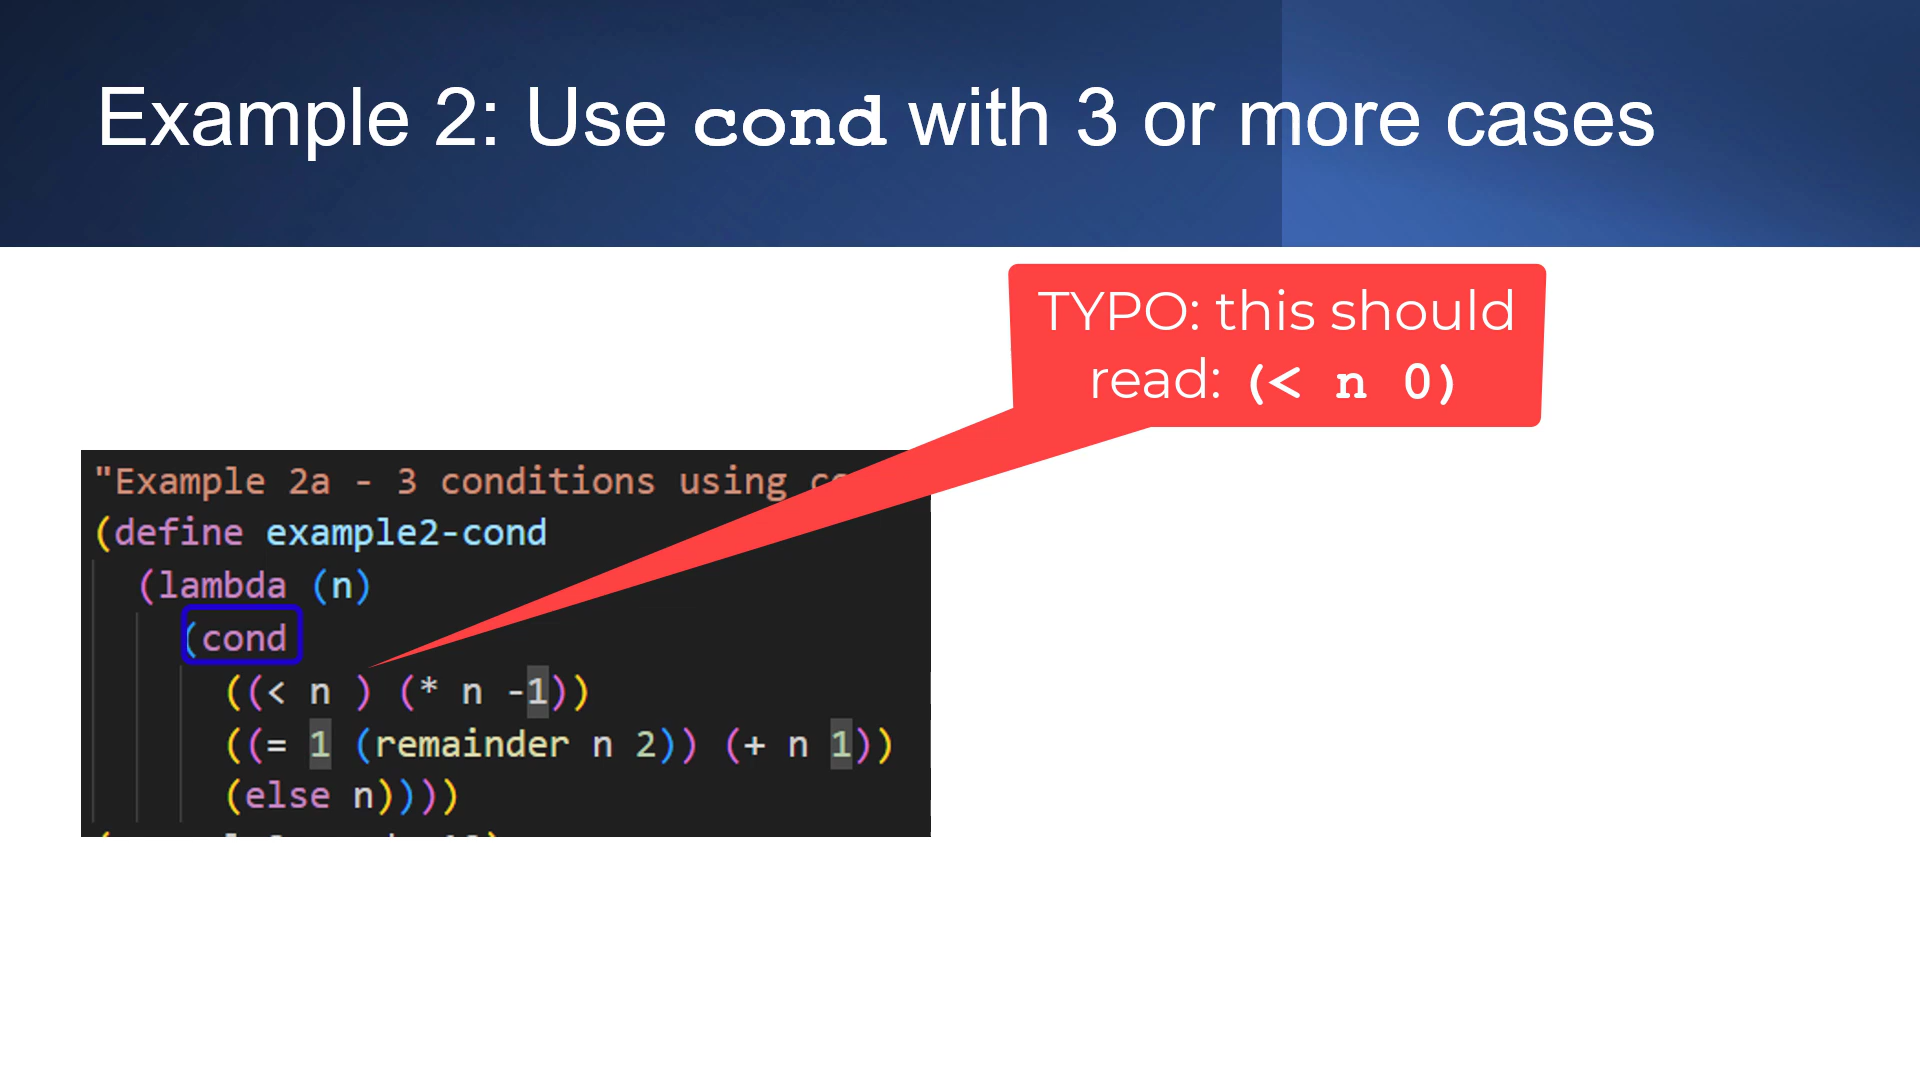 Example 2: Use cond with 3 or more cases
TYPO: this should
read: (< n 0)
"Example 2a - 3 conditions using
(define example2-cond
(lambda (n)
(cond
((< n ) (* n -1))
((= 1 (remainder n 2)) (+ n 1))
(else n))))